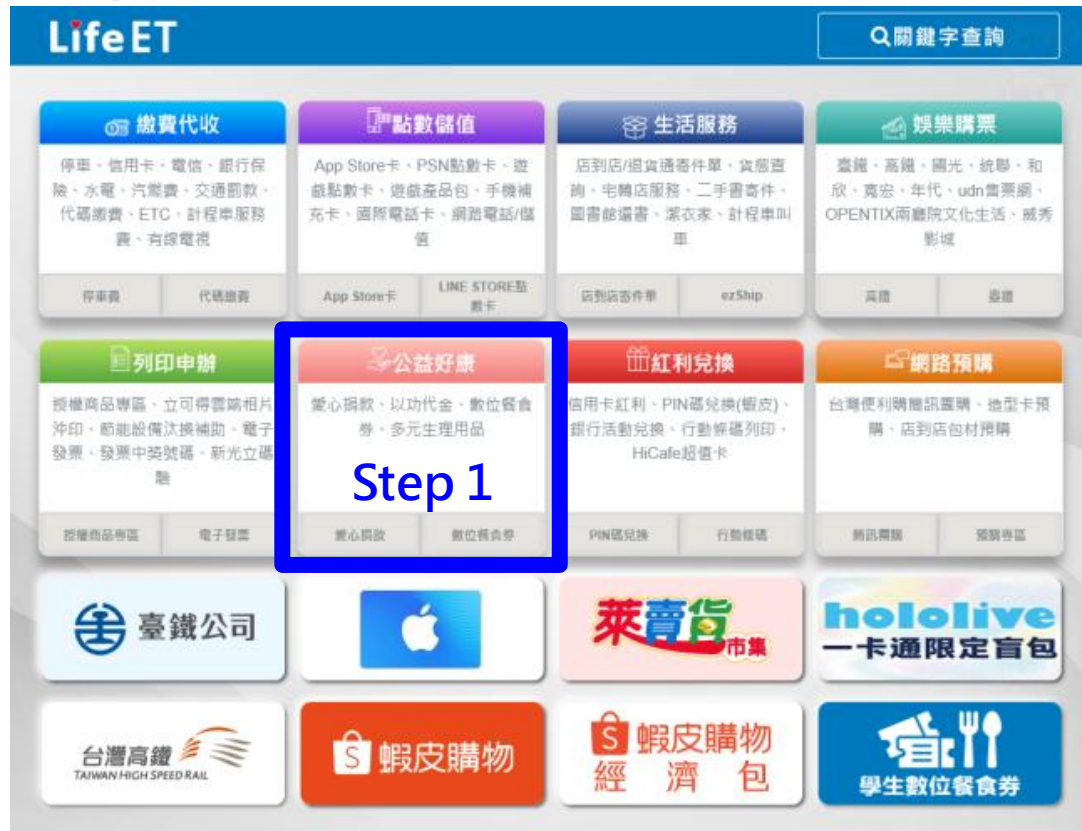 LifeET
關鍵字查詢
繳費代收
停車、信用卡、電信、銀行保
險、水電、汽燃費、交通罰款、
代碼繳費、ETC、計程車服務
費、有線電視
停車費
代碼繳費
點數儲值
App Store卡、PSN點數卡、遊
戲點數卡、遊戲產品包、手機補
充卡、國際電話卡、網路電話/儲
值
App Store卡
LINE STORE點
數卡
生活服務
店到店/退貨通寄件單、貨態查
詢、宅轉店服務、二手書寄件、
圖書館還書、潔衣家、計程車叫
車
店到店寄件單
ezShip
娛樂購票
臺鐵、高鐵、國光、統聯、和
欣、寬宏、年代、udn售票網、
OPENTIX兩廳院文化生活、威秀
影城
高鐵
臺鐵
列印申辦
授權商品專區、立可得雲端相片
沖印、節能設備汰換補助、電子
發票、發票中獎號碼、新光立碼
驗
授權商品專區
電子發票
公益好康
愛心捐款、以功代金、數位餐食
券、多元生理用品
Step 1
愛心捐款
數位餐食券
紅利兌換
信用卡紅利、PIN碼兌換(蝦皮)、
銀行活動兌換、行動條碼列印、
HiCafe超值卡
PIN碼兌換
行動條碼
網路預購
台灣便利購簡訊團購、造型卡預
購、店到店包材預購
簡訊團購
預購專區
臺鐵公司
萊賣貨
市集
hololive
一卡通限定盲包
台灣高鐵
TAIWAN HIGH SPEED RAIL
蝦皮購物
蝦皮購物
經濟包
學生數位餐食券